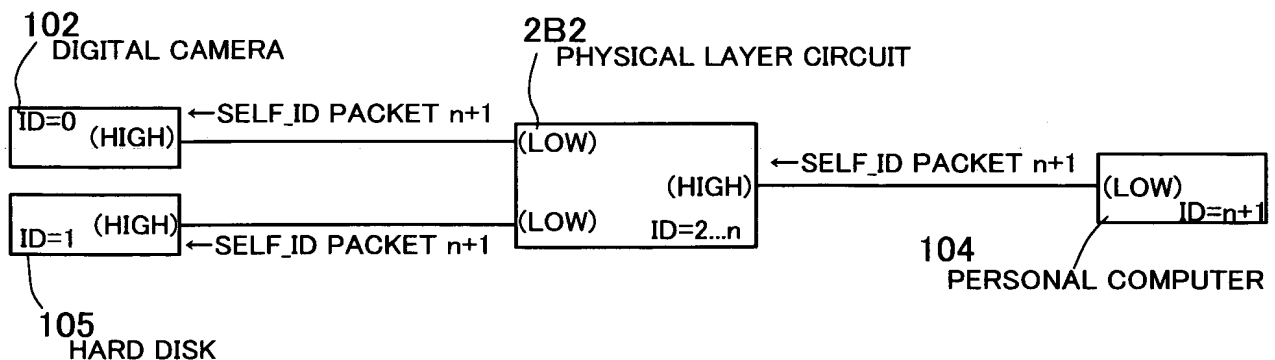 102
DIGITAL CAMERA
2B2
PHYSICAL LAYER CIRCUIT
ID=0
(HIGH)
←SELF_ID PACKET n+1
(LOW)
(HIGH)
←SELF_ID PACKET n+1
(LOW)
ID=n+1
(HIGH)
ID=1
←SELF_ID PACKET n+1
(LOW)
ID=2...n
104
PERSONAL COMPUTER
105
HARD DISK